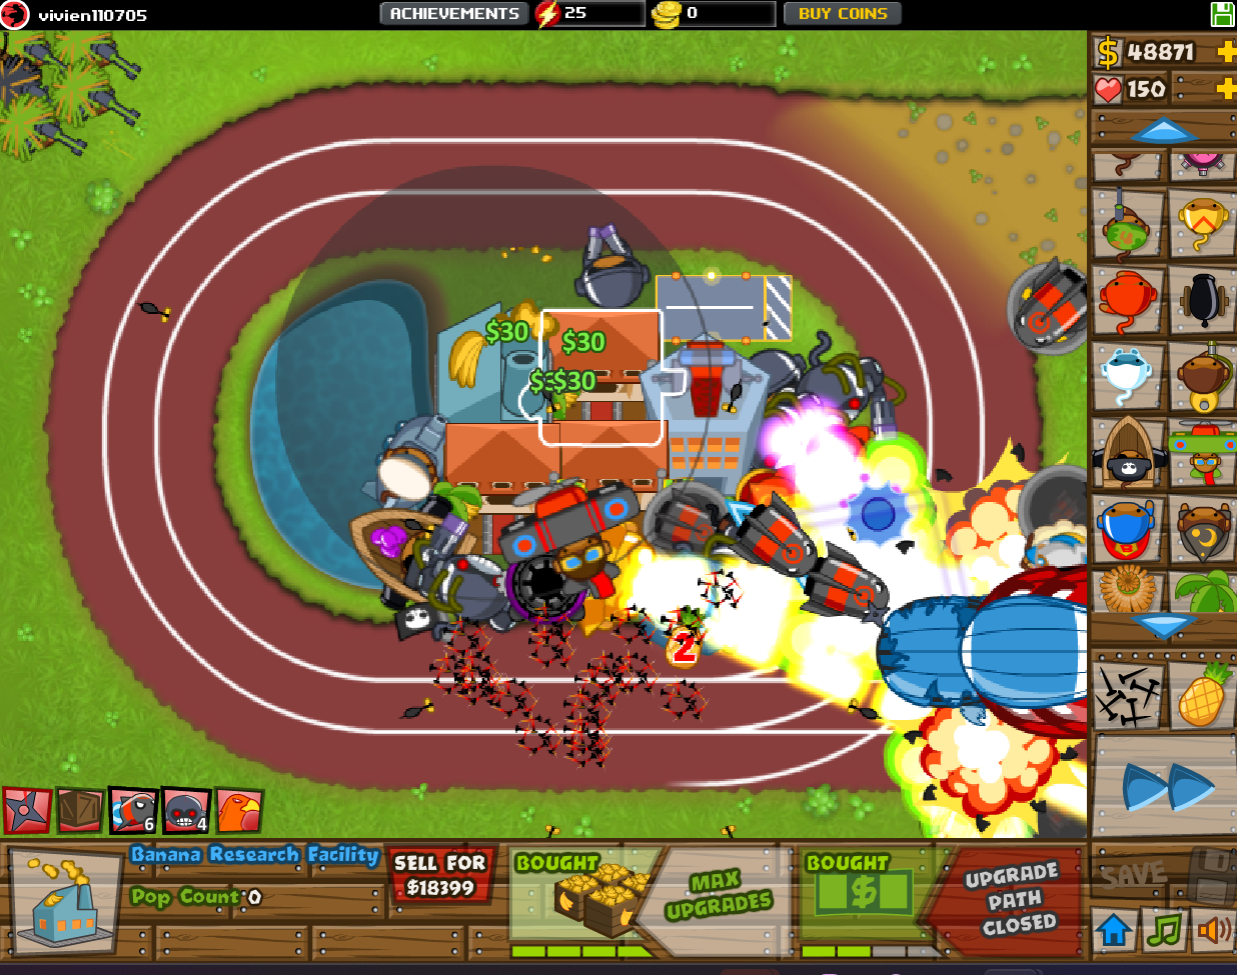 vivien110705
ACHIEVEMENTS
25
0
BUY COINS
$ 48871
150
$30
$30
$30
2
6
4
Banana Research Facility
Pop Count 0
SELL FOR
$18399
BOUGHT
MAX
UPGRADES
BOUGHT
$
UPGRADE
PATH
CLOSED
SAVE